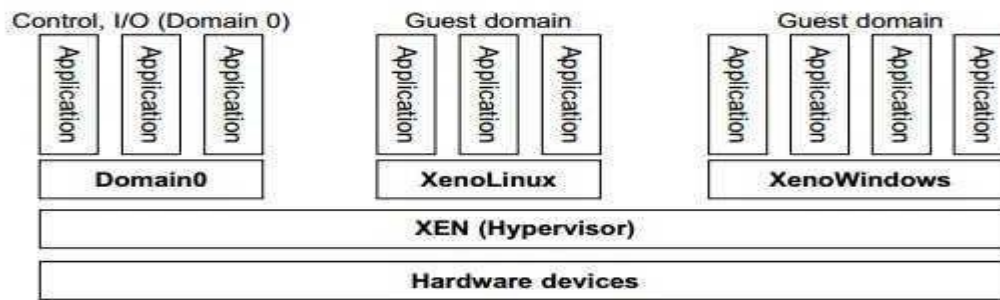 Control, I/O (Domain 0)
Guest domain
Guest domain
Application
Application
Application
Application
Application
Application
Application
Application
Application
Application
Domain0
XenoLinux
XenoWindows
XEN (Hypervisor)
Hardware devices